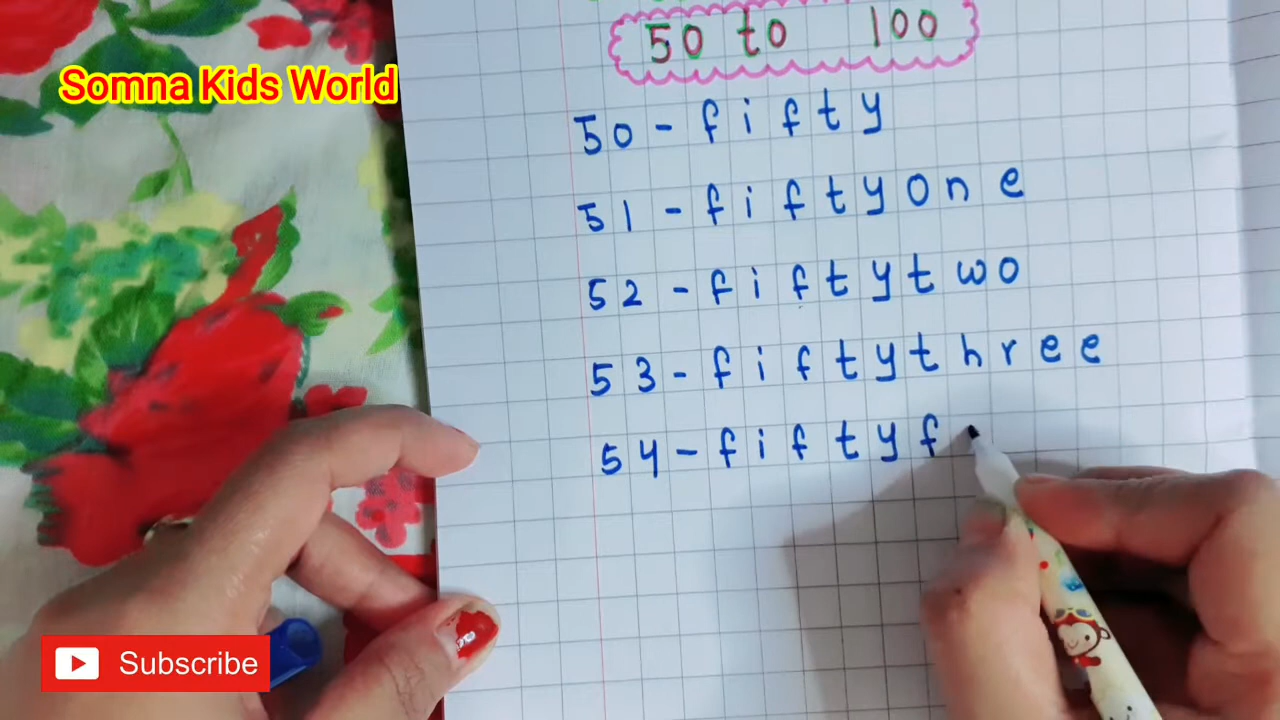 Somna Kids World
50 to 100
50 - fifty
51 - fiftyone
52 - fiftytwo
53 - fiftythree
54 - fiftyf
Subscribe